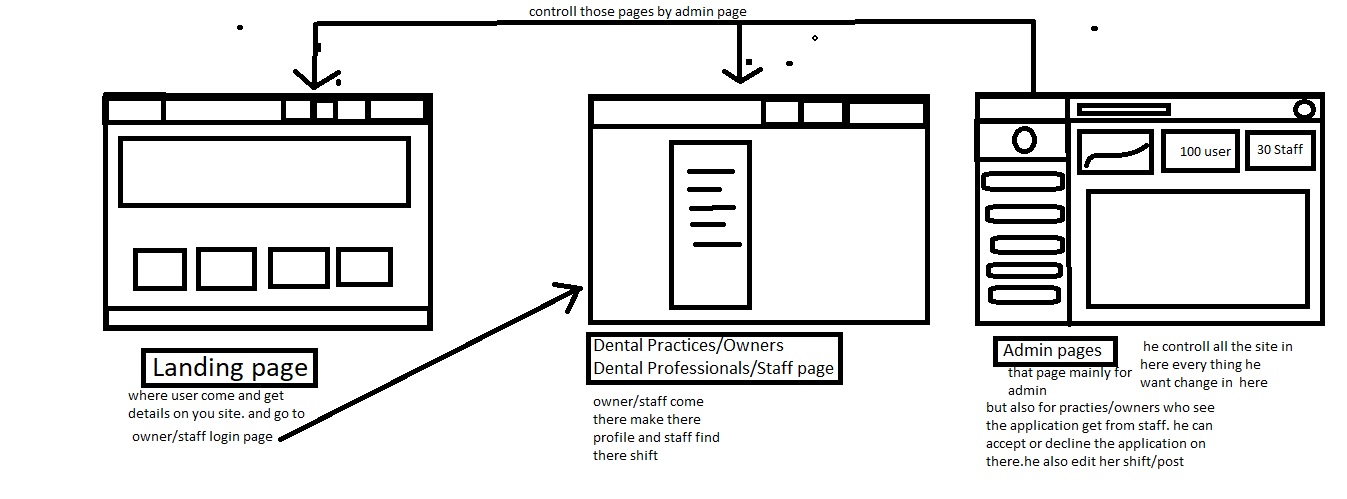 controll those pages by admin page
100 user
30 Staff
Landing page
where user come and get
details on you site. and go to
owner/staff login page
Dental Practices/Owners
Dental Professionals/Staff page
owner/staff come
there make there
profile and staff find
there shift
Admin pages
that page mainly for
admin
but also for practies/owners who see
the application get from staff. he can
accept or decline the application on
there.he also edit her shift/post
he controll all the site in
here every thing he
want change in here